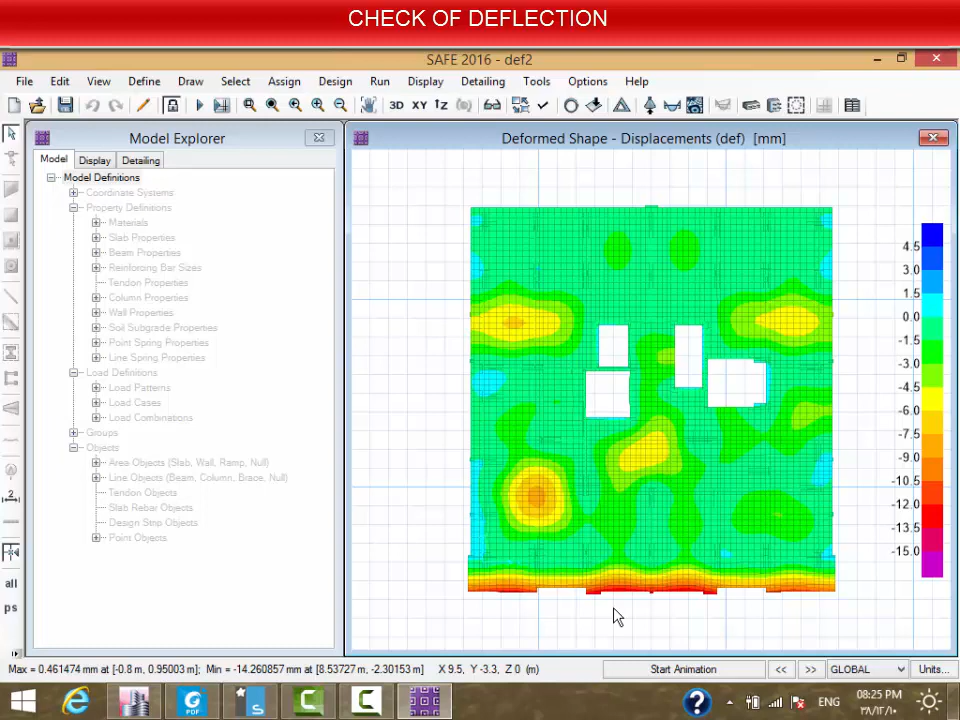 CHECK OF DEFLECTION
SAFE 2016 - def2
File Edit View Define Draw Select Assign Design Run Display Detailing Tools Options Help
3D XY
Model Explorer
Model Display Detailing
Model Definitions
Coordinate Systems
Property Definitions
Materials
Slab Properties
Beam Properties
Reinforcing Bar Sizes
Tendon Properties
Column Properties
Wall Properties
Soil Subgrade Properties
Point Spring Properties
Line Spring Properties
Load Definitions
Load Patterns
Load Cases
Load Combinations
Groups
Objects
Area Objects (Slab, Wall, Ramp, Null)
Line Objects (Beam, Column, Brace, Null)
Tendon Objects
Slab Rebar Objects
Design Strip Objects
Point Objects
all
ps
Deformed Shape - Displacements (def) [mm]
4.5
3.0
1.5
0.0
-1.5
-3.0
-4.5
-6.0
-7.5
-9.0
-10.5
-12.0
-13.5
-15.0
Max = 0.461474 mm at [-0.8 m, 0.95003 m]; Min = -14.260857 mm at [8.53727 m, -2.30153 m] X 9.5, Y -3.3, Z 0 (m) Start Animation << >> GLOBAL Units...
PDF
ENG
08:25 PM